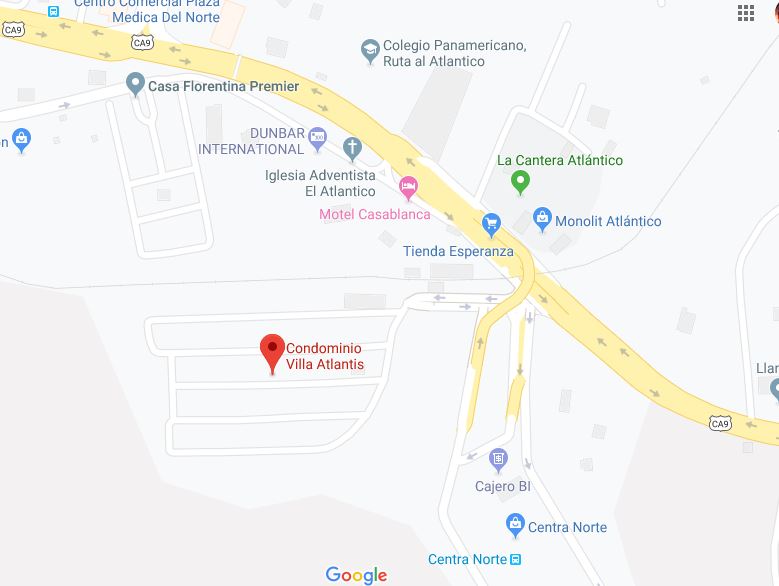 Centro Comercial Plaza
Medica Del Norte
CA9
CA9
Colegio Panamericano,
Ruta al Atlantico
Casa Florentina Premier
n
DUNBAR
INTERNATIONAL
Iglesia Adventista
El Atlantico
La Cantera Atlántico
Motel Casablanca
Monolit Atlántico
Tienda Esperanza
Condominio
Villa Atlantis
Llan
CA9
Cajero BI
Centra Norte
Centra Norte
Google